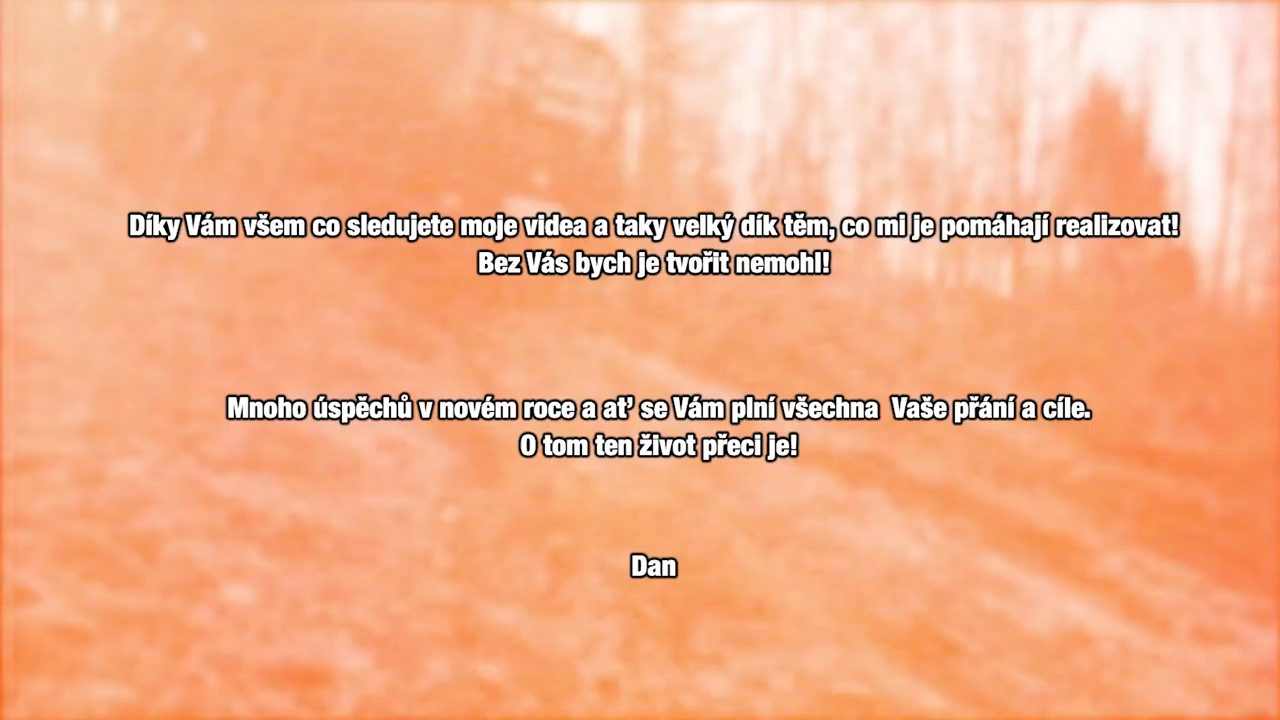 Díky Vám všem co sledujete moje videa a taky velký dík těm, co mi je pomáhají realizovat!
Bez Vás bych je tvořit nemohl!
Mnoho úspěchů v novém roce a ať se Vám plní všechna  Vaše přání a cíle.
O tom ten život přeci je!
Dan